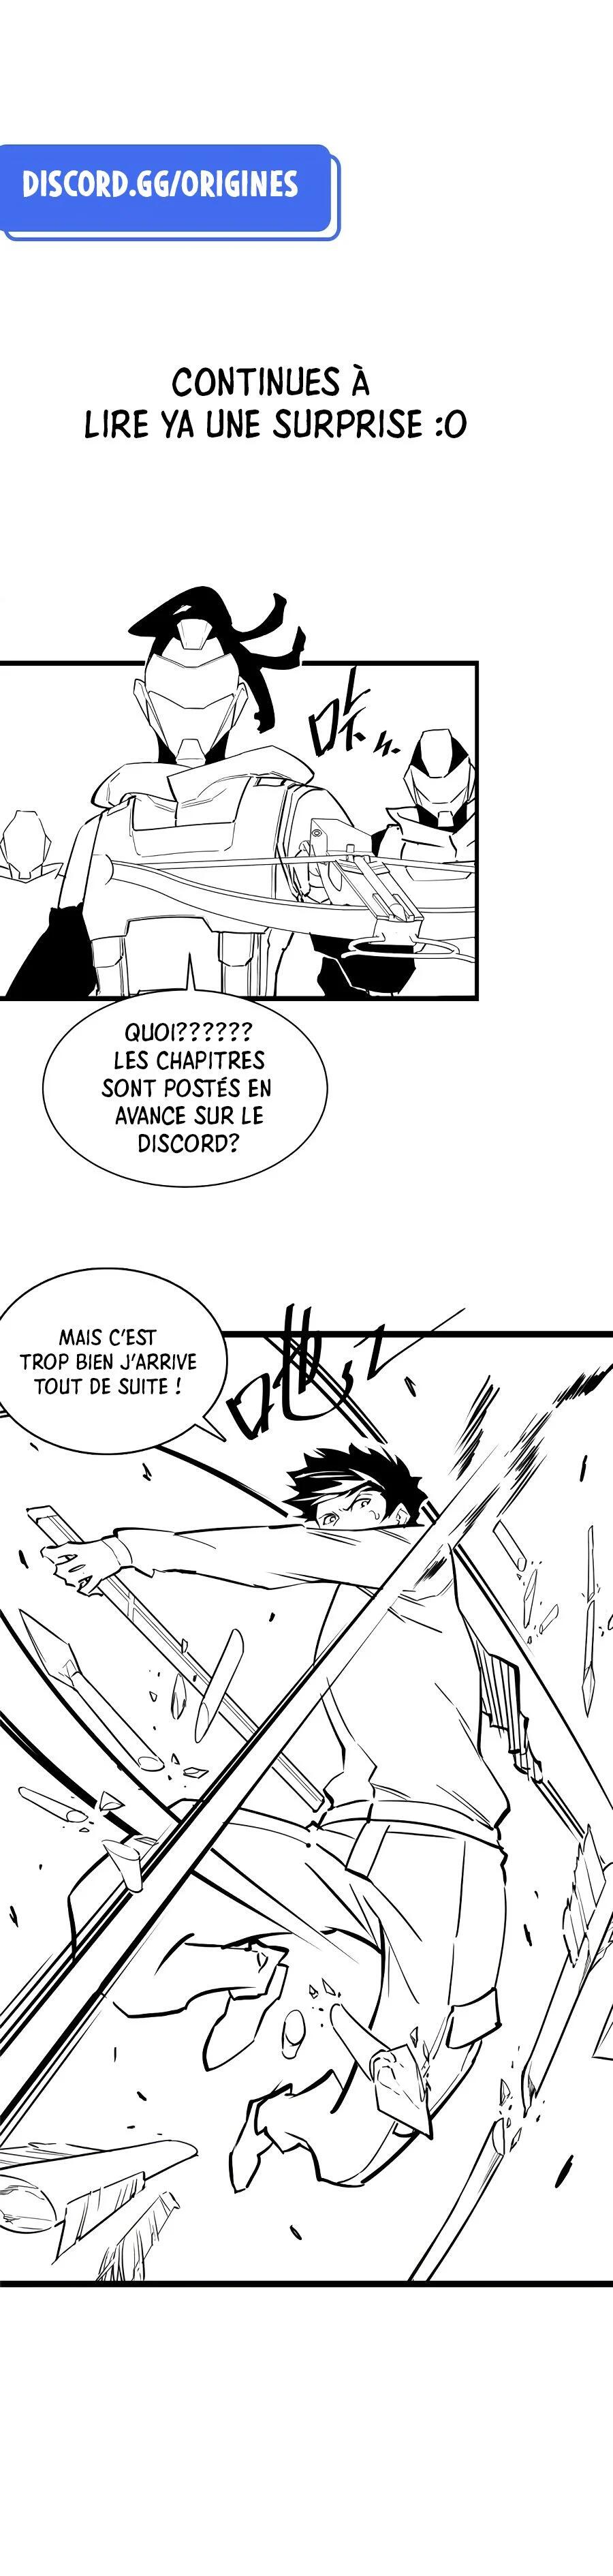 DISCORD.GG/ORIGINES
CONTINUES À
LIRE YA UNE SURPRISE :O
QUOI??????
LES CHAPITRES
SONT POSTÉS EN
AVANCE SUR LE
DISCORD?
MAIS C'EST
TROP BIEN J'ARRIVE
TOUT DE SUITE !